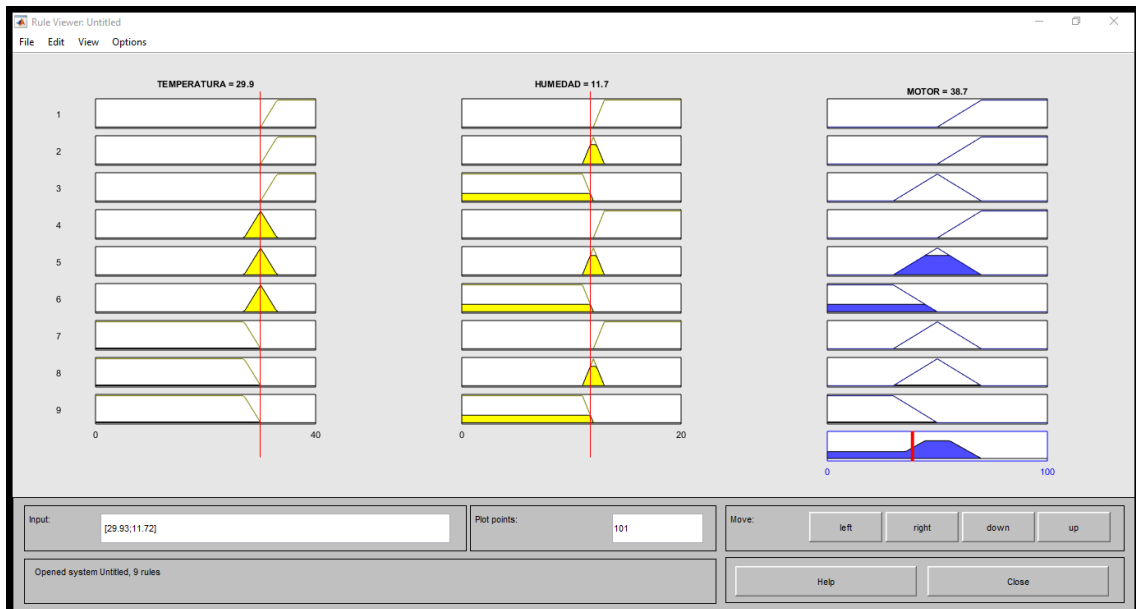 Rule Viewer: Untitled
File Edit View Options
TEMPERATURA = 29.9
HUMEDAD = 11.7
MOTOR = 38.7
1
2
3
4
5
6
7
8
9
0 40
0 20
0 100
Input:
[29.93;11.72]
Plot points:
101
Move:
left right down up
Opened system Untitled, 9 rules
Help Close